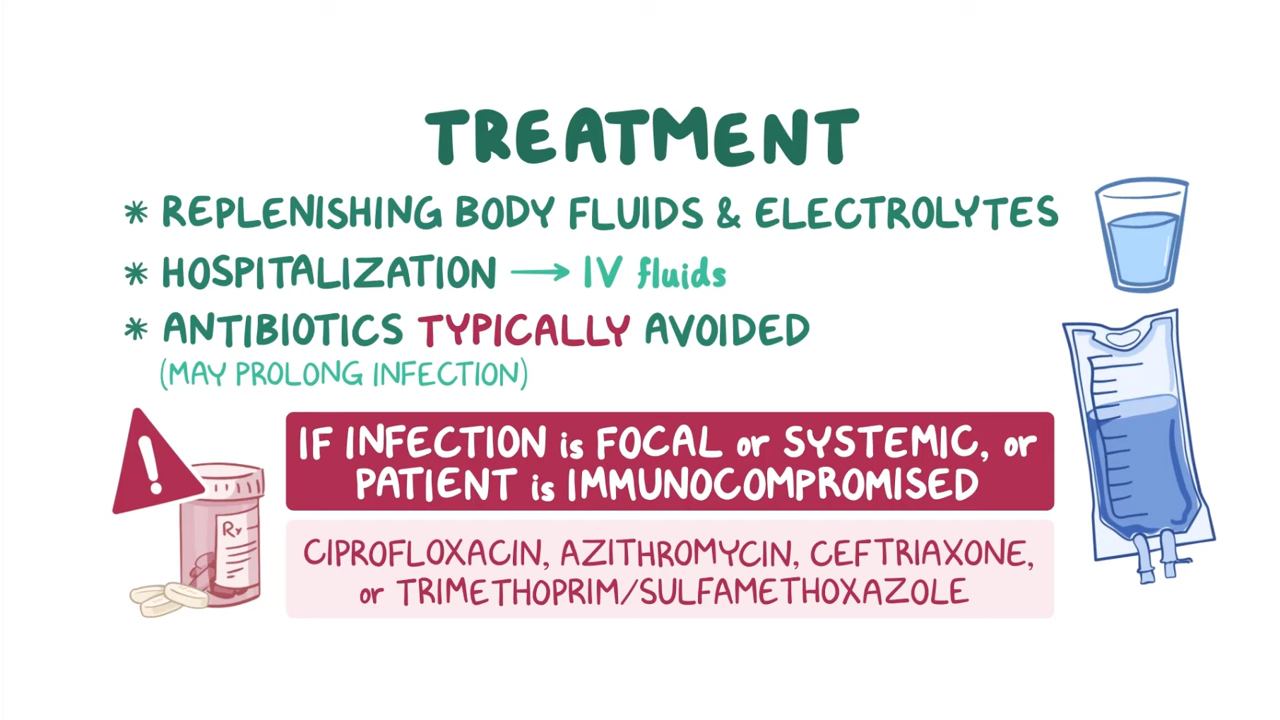 TREATMENT
* REPLENISHING BODY FLUIDS & ELECTROLYTES
* HOSPITALIZATION → IV fluids
* ANTIBIOTICS TYPICALLY AVOIDED
(MAY PROLONG INFECTION)
!
IF INFECTION is FOCAL or SYSTEMIC, or
PATIENT is IMMUNOCOMPROMISED
Rx
CIPROFLOXACIN, AZITHROMYCIN, CEFTRIAXONE,
or TRIMETHOPRIM/SULFAMETHOXAZOLE